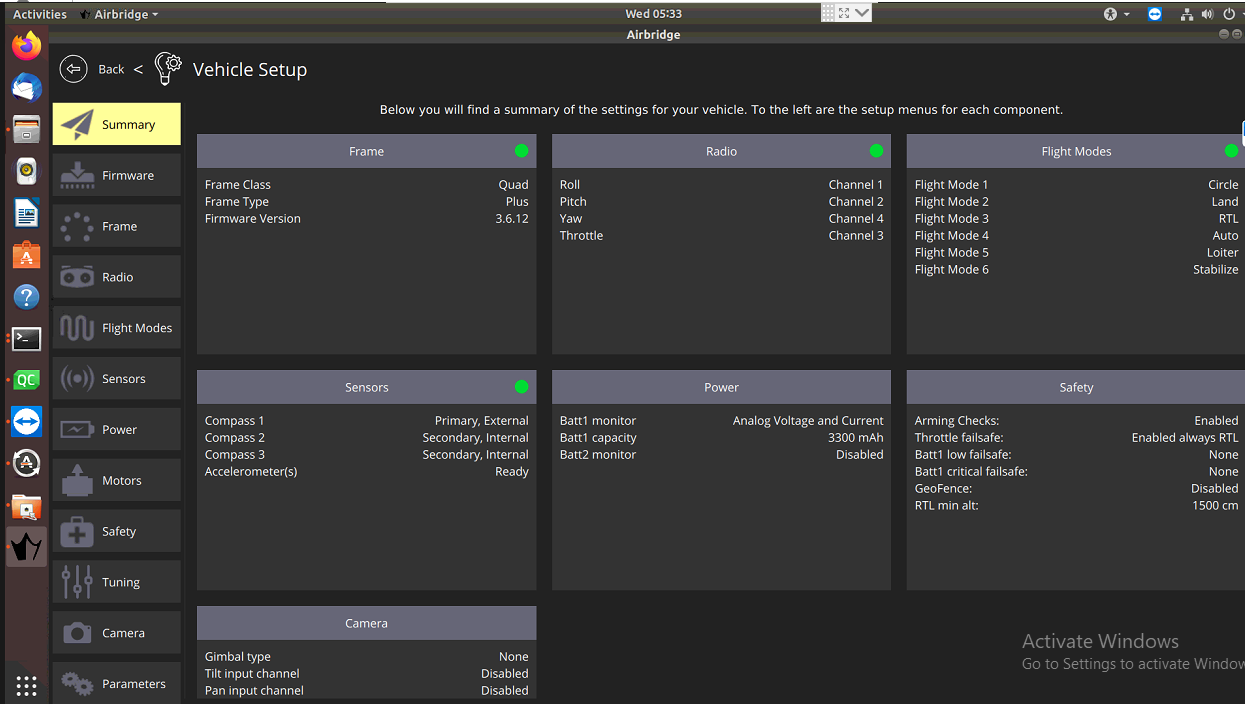 Activities Airbridge Wed 05:33
Airbridge
Back < Vehicle Setup
Below you will find a summary of the settings for your vehicle. To the left are the setup menus for each component.
Summary
Firmware
Frame
Radio
Flight Modes
Sensors
Power
Motors
Safety
Tuning
Camera
Parameters
Frame
Frame Class Quad
Frame Type Plus
Firmware Version 3.6.12
Radio
Roll Channel 1
Pitch Channel 2
Yaw Channel 4
Throttle Channel 3
Flight Modes
Flight Mode 1 Circle
Flight Mode 2 Land
Flight Mode 3 RTL
Flight Mode 4 Auto
Flight Mode 5 Loiter
Flight Mode 6 Stabilize
Sensors
Compass 1 Primary, External
Compass 2 Secondary, Internal
Compass 3 Secondary, Internal
Accelerometer(s) Ready
Power
Batt1 monitor Analog Voltage and Current
Batt1 capacity 3300 mAh
Batt2 monitor Disabled
Safety
Arming Checks: Enabled
Throttle failsafe: Enabled always RTL
Batt1 low failsafe: None
Batt1 critical failsafe: None
GeoFence: Disabled
RTL min alt: 1500 cm
Camera
Gimbal type None
Tilt input channel Disabled
Pan input channel Disabled
QC
Activate Windows
Go to Settings to activate Window